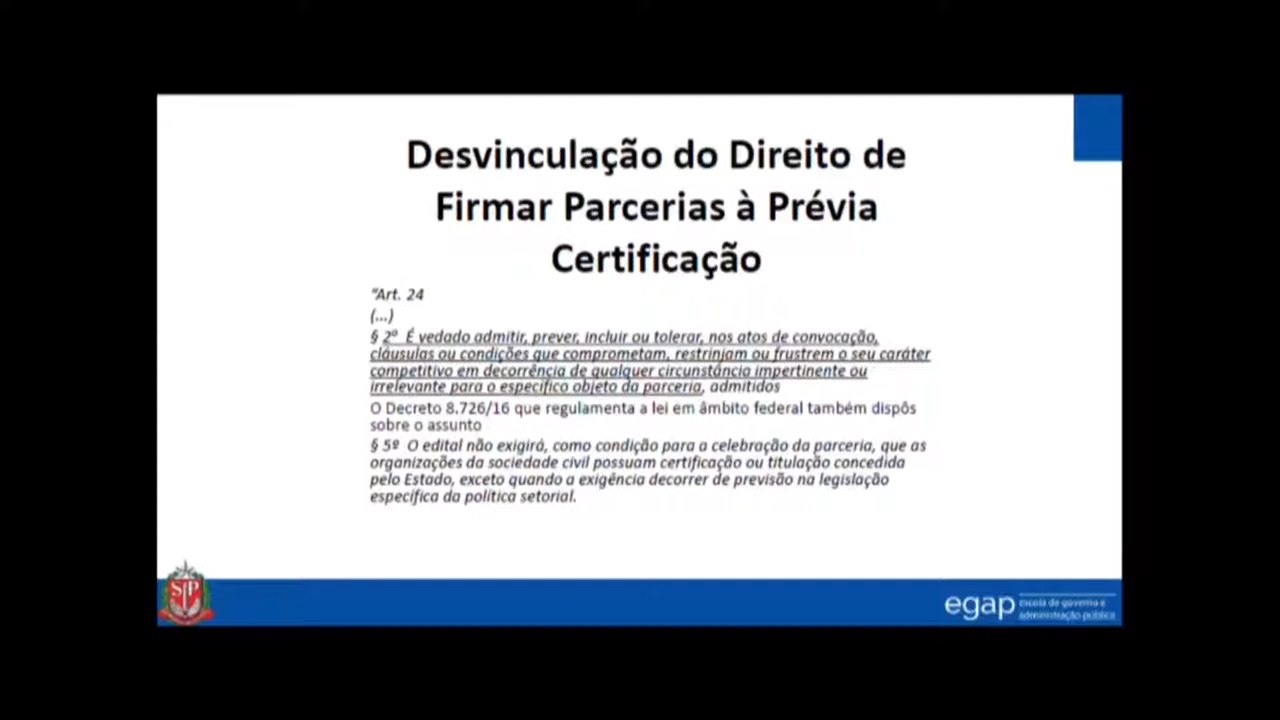 Desvinculação do Direito de
Firmar Parcerias à Prévia
Certificação
"Art. 24
(...)
§ 2º É vedado admitir, prever, incluir ou tolerar, nos atos de convocação,
cláusulas ou condições que comprometam, restrinjam ou frustrem o seu caráter
competitivo em decorrência de qualquer circunstância impertinente ou
irrelevante para o específico objeto da parceria, admitidos
O Decreto 8.726/16 que regulamenta a lei em âmbito federal também dispôs
sobre o assunto
§ 5º O edital não exigirá, como condição para a celebração da parceria, que as
organizações da sociedade civil possuam certificação ou titulação concedida
pelo Estado, exceto quando a exigência decorrer de previsão na legislação
específica da política setorial.
SP
egap
escola de governo e
administração pública